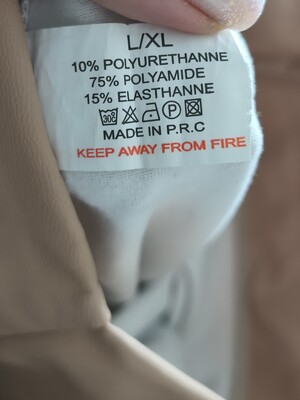 L/XL
10% POLYURETHANNE
75% POLYAMIDE
15% ELASTHANNE
MADE IN P.R.C
KEEP AWAY FROM FIRE